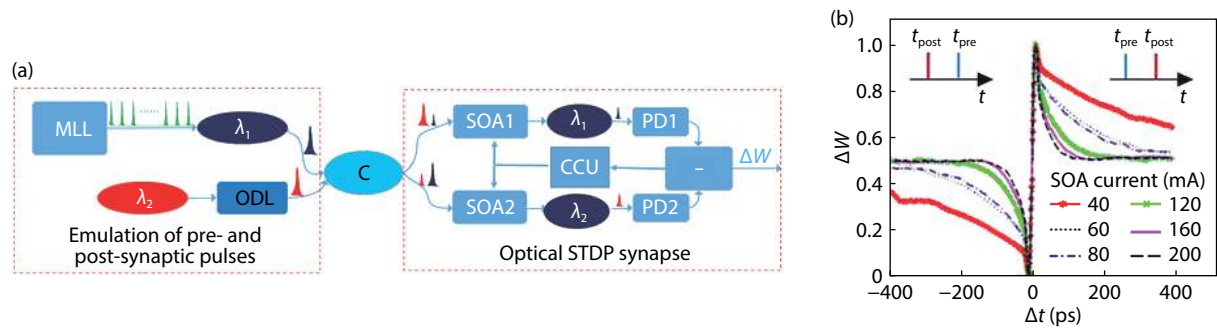 (a)
MLL
λ1
λ2
ODL
Emulation of pre- and
post-synaptic pulses
C
SOA1
λ1
PD1
CCU
–
ΔW
SOA2
λ2
PD2
Optical STDP synapse
(b)
tpost
tpre
t
tpre
tpost
t
1.0
0.8
0.6
0.4
0.2
0
ΔW
SOA current (mA)
40
120
60
160
80
200
−400
−200
0
200
400
Δt (ps)